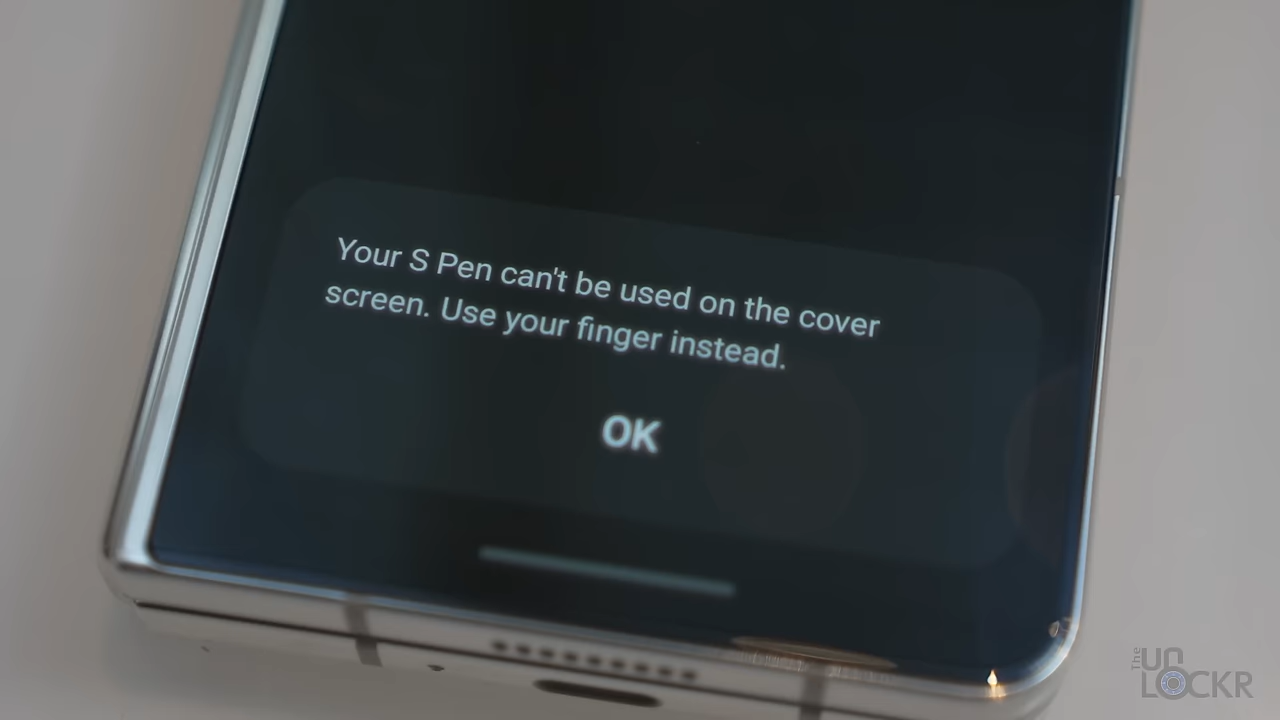 Your S Pen can't be used on the cover
screen. Use your finger instead.
OK
The
UN
LOCKR